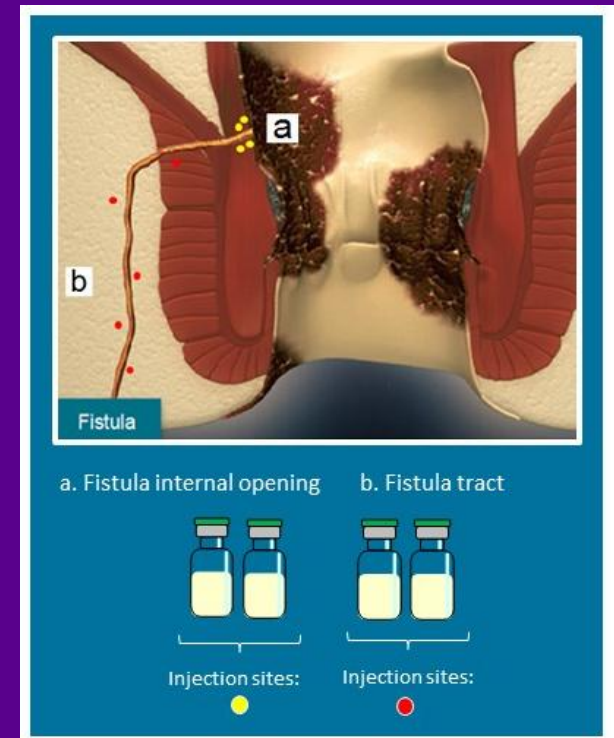 a
b
Fistula
a. Fistula internal opening b. Fistula tract
Injection sites: Injection sites: